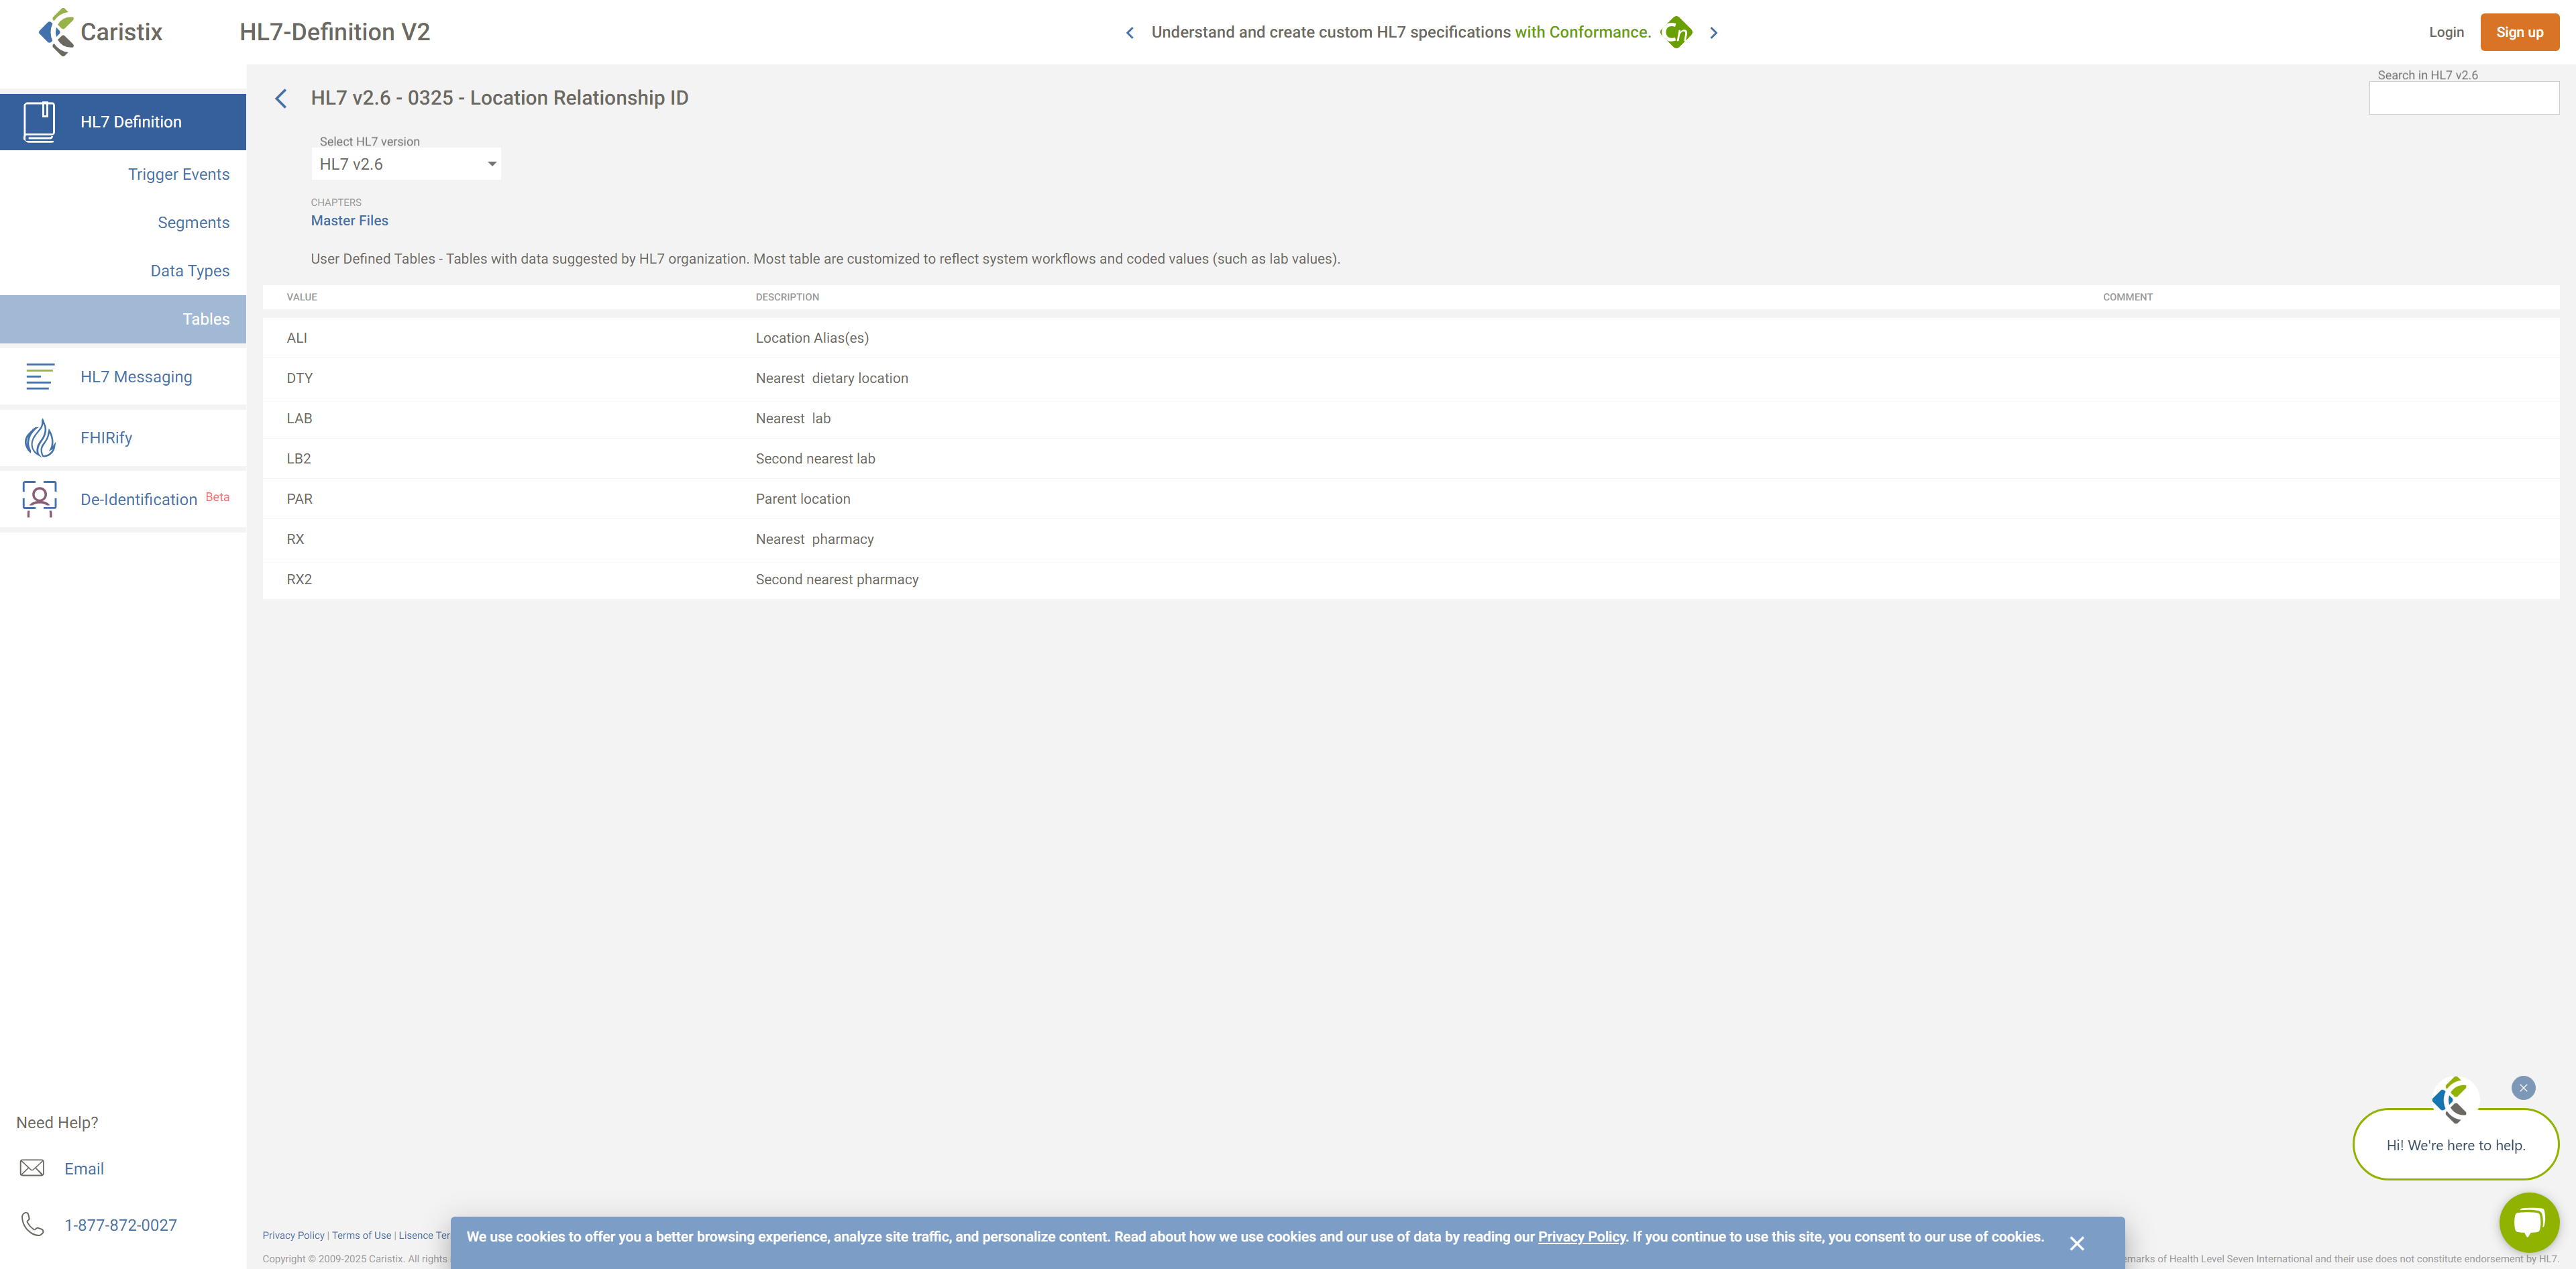 Caristix
HL7-Definition V2
Understand and create custom HL7 specifications with Conformance.
Cn
Login
Sign up
HL7 Definition
Trigger Events
Segments
Data Types
Tables
HL7 Messaging
FHIRify
De-Identification Beta
Need Help?
Email
1-877-872-0027
HL7 v2.6 - 0325 - Location Relationship ID
Search in HL7 v2.6
Select HL7 version
HL7 v2.6
CHAPTERS
Master Files
User Defined Tables - Tables with data suggested by HL7 organization. Most table are customized to reflect system workflows and coded values (such as lab values).
VALUE DESCRIPTION COMMENT
ALI Location Alias(es)
DTY Nearest dietary location
LAB Nearest lab
LB2 Second nearest lab
PAR Parent location
RX Nearest pharmacy
RX2 Second nearest pharmacy
Hi! We're here to help.
Privacy Policy | Terms of Use | Lisence Ter
We use cookies to offer you a better browsing experience, analyze site traffic, and personalize content. Read about how we use cookies and our use of data by reading our Privacy Policy. If you continue to use this site, you consent to our use of cookies.
Copyright © 2009-2025 Caristix. All rights
emarks of Health Level Seven International and their use does not constitute endorsement by HL7.